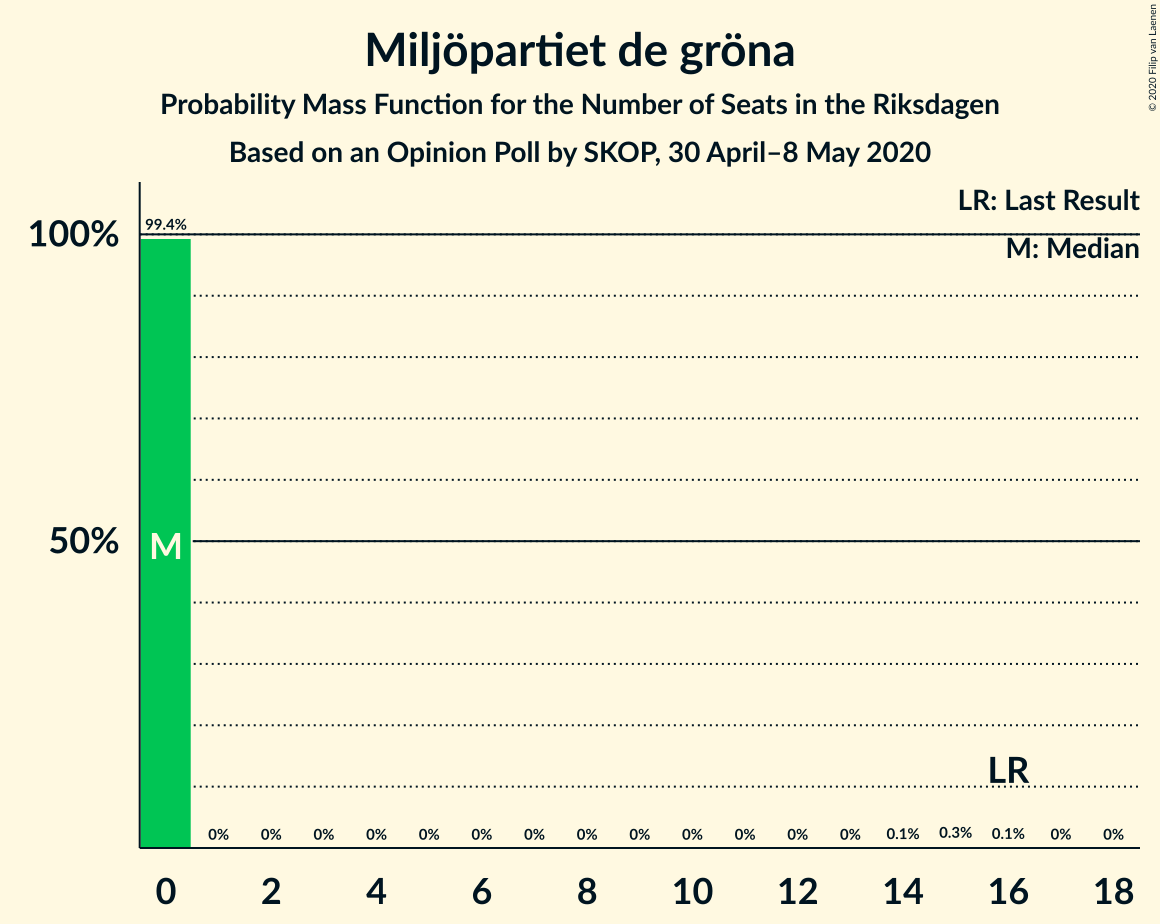 Miljöpartiet de gröna
Probability Mass Function for the Number of Seats in the Riksdagen
Based on an Opinion Poll by SKOP, 30 April–8 May 2020
© 2020 Filip van Laenen
LR: Last Result
M: Median
100%
50%
99.4%
M
LR
0% 0% 0% 0% 0% 0% 0% 0% 0% 0% 0% 0% 0% 0.1% 0.3% 0.1% 0% 0%
0 2 4 6 8 10 12 14 16 18